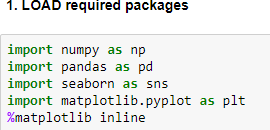 1. LOAD required packages
import numpy as np
import pandas as pd
import seaborn as sns
import matplotlib.pyplot as plt
%matplotlib inline